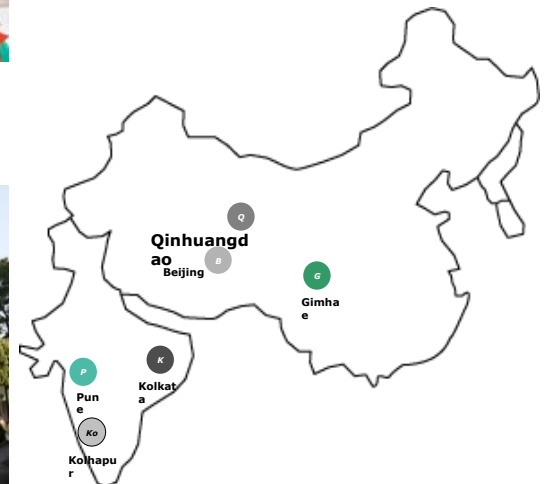 Q
Qinhuangd
ao
B
Beijing
G
Gimha
e
K
Kolkat
a
P
Pun
e
Ko
Kolhapu
r